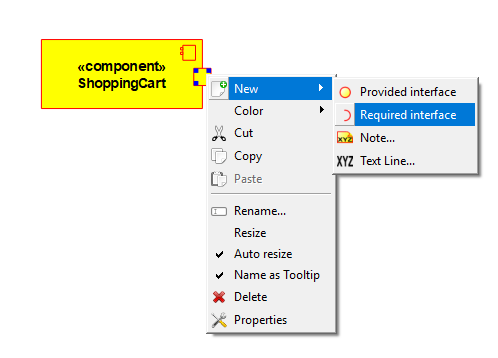 «component»
ShoppingCart
New
Color
Cut
Copy
Paste
Rename...
Resize
Auto resize
Name as Tooltip
Delete
Properties
Provided interface
Required interface
XYZ Note...
XYZ Text Line...